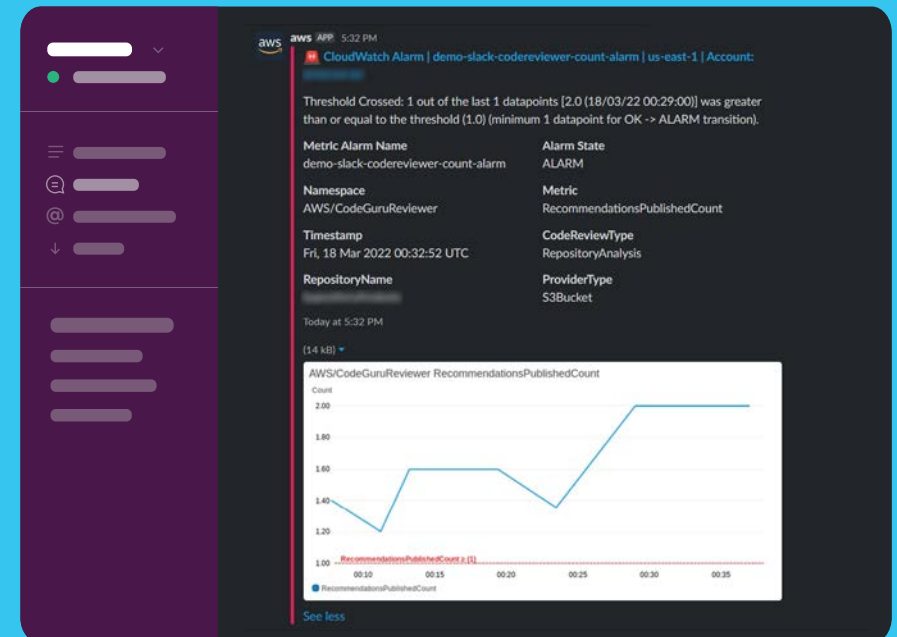 aws
aws APP 5:32 PM
CloudWatch Alarm | demo-slack-codereviewer-count-alarm | us-east-1 | Account:
Threshold Crossed: 1 out of the last 1 datapoints [2.0 (18/03/22 00:29:00)] was greater
than or equal to the threshold (1.0) (minimum 1 datapoint for OK -> ALARM transition).
Metric Alarm Name
demo-slack-codereviewer-count-alarm
Alarm State
ALARM
Namespace
AWS/CodeGuruReviewer
Metric
RecommendationsPublishedCount
Timestamp
Fri, 18 Mar 2022 00:32:52 UTC
CodeReviewType
RepositoryAnalysis
RepositoryName
ProviderType
S3Bucket
Today at 5:32 PM
(14 kB)
AWS/CodeGuruReviewer RecommendationsPublishedCount
Count
2.00
1.80
1.60
1.40
1.20
1.00
RecommendationsPublishedCount ≥ (1)
00:10 00:15 00:20 00:25 00:30 00:35
RecommendationsPublishedCount
See less